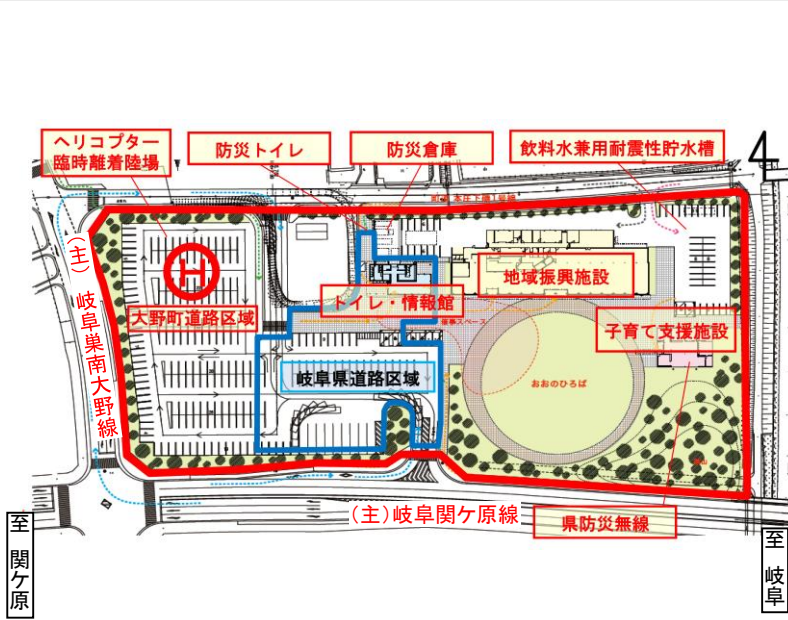 ヘリコプター
臨時離着陸場
防災トイレ
防災倉庫
飲料水兼用耐震性貯水槽
H
大野町道路区域
トイレ・情報館
地域振興施設
子育て支援施設
おおのひろば
岐阜県道路区域
(主)岐阜巣南大野線
(主)岐阜関ケ原線
県防災無線
至 関ケ原
至 岐阜